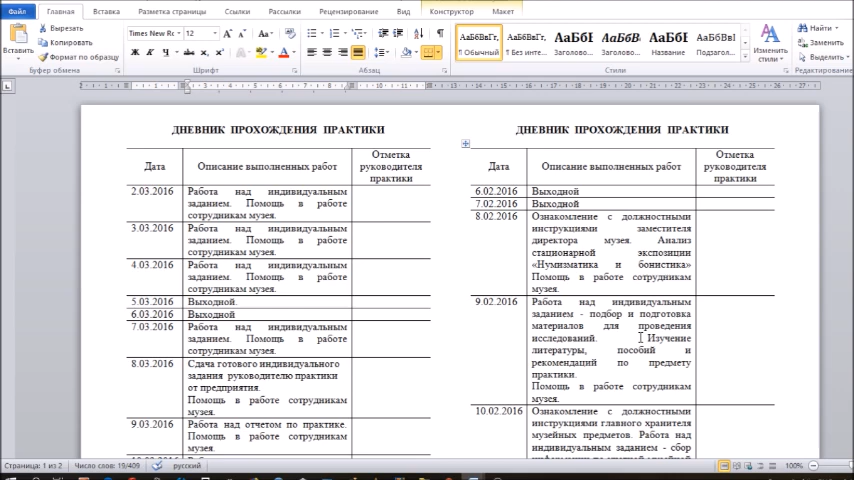 Файл Главная Вставка Разметка страницы Ссылки Рассылки Рецензирование Вид Конструктор Макет
Вставить
Вырезать
Копировать
Формат по образцу
Буфер обмена
Times New Ro 12
Шрифт
Абзац
АаБбВвГг,
¶ Обычный
АаБбВвГг,
¶ Без инте...
АаБбІ
Заголово...
АаБбВвІ
Заголово...
АаБбІ
Название
АаБбВвІ
Подзагол...
Изменить
стили
Стили
Найти
Заменить
Выделить
Редактирование
ДНЕВНИК ПРОХОЖДЕНИЯ ПРАКТИКИ
Дата
Описание выполненных работ
Отметка
руководителя
практики
2.03.2016
Работа над индивидуальным
заданием. Помощь в работе
сотрудникам музея.
3.03.2016
Работа над индивидуальным
заданием. Помощь в работе
сотрудникам музея.
4.03.2016
Работа над индивидуальным
заданием. Помощь в работе
сотрудникам музея.
5.03.2016
Выходной.
6.03.2016
Выходной
7.03.2016
Работа над индивидуальным
заданием. Помощь в работе
сотрудникам музея.
8.03.2016
Сдача готового индивидуального
задания руководителю практики
от предприятия.
Помощь в работе сотрудникам
музея.
9.03.2016
Работа над отчетом по практике.
Помощь в работе сотрудникам
музея.
ДНЕВНИК ПРОХОЖДЕНИЯ ПРАКТИКИ
Дата
Описание выполненных работ
Отметка
руководителя
практики
6.02.2016
Выходной
7.02.2016
Выходной
8.02.2016
Ознакомление с должностными
инструкциями заместителя
директора музея. Анализ
стационарной экспозиции
«Нумизматика и бонистика»
Помощь в работе сотрудникам
музея.
9.02.2016
Работа над индивидуальным
заданием - подбор и подготовка
материалов для проведения
исследований. Изучение
литературы, пособий и
рекомендаций по предмету
практики.
Помощь в работе сотрудникам
музея.
10.02.2016
Ознакомление с должностными
инструкциями главного хранителя
музейных предметов. Работа над
индивидуальным заданием - сбор
Страница: 1 из 2 Число слов: 19/409 русский 100%